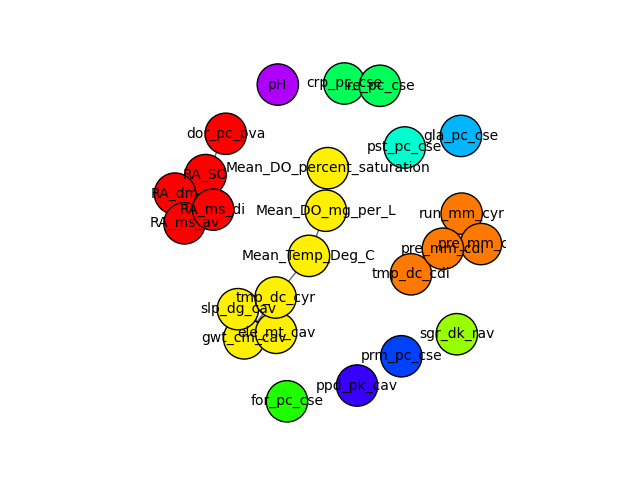 pH
crp_pc_cse
ire_pc_cse
dor_pc_pva
gla_pc_cse
pst_pc_cse
Mean_DO_percent_saturation
RA_SO
RA_dm
RA_ms_di
RA_ms_av
Mean_DO_mg_per_L
run_mm_cyr
pre_mm_cdi
pre_mm_c
Mean_Temp_Deg_C
tmp_dc_cdi
tmp_dc_cyr
slp_dg_cav
ele_mt_cav
gwt_cm_cav
sgr_dk_rav
prm_pc_cse
ppd_pk_cav
for_pc_cse